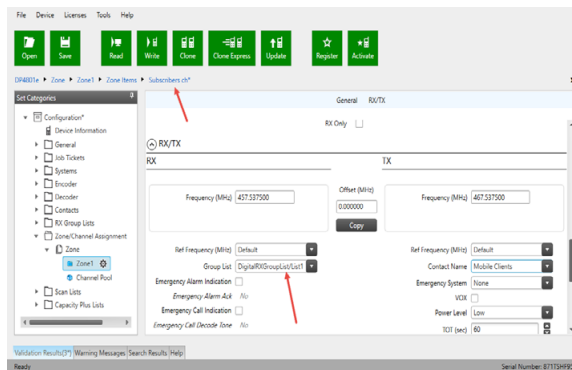 File Device Licenses Tools Help
Open Save Read Write Clone Clone Express Update Register Activate
DP4801e Zone Zone1 Zone Items Subscribers ch*
Set Categories
General RX/TX
Configuration*
Device Information
General
Job Tickets
Systems
Encoder
Decoder
Contacts
RX Group Lists
Zone/Channel Assignment
Zone
Zone1
Channel Pool
Scan Lists
Capacity Plus Lists
RX Only
RX/TX
RX TX
Offset (MHz)
Frequency (MHz) 457.537500 0.000000 Frequency (MHz) 467.537500
Copy
Ref Frequency (MHz) Default Ref Frequency (MHz) Default
Group List DigitalRXGroupList/List1 Contact Name Mobile Clients
Emergency Alarm Indication Emergency System None
Emergency Alarm Ack No VOX
Emergency Call Indication Power Level Low
Emergency Call Decode Tone No TOT (sec) 60
Validation Results(3*) Warning Messages Search Results Help
Ready Serial Number: 871TSHF95